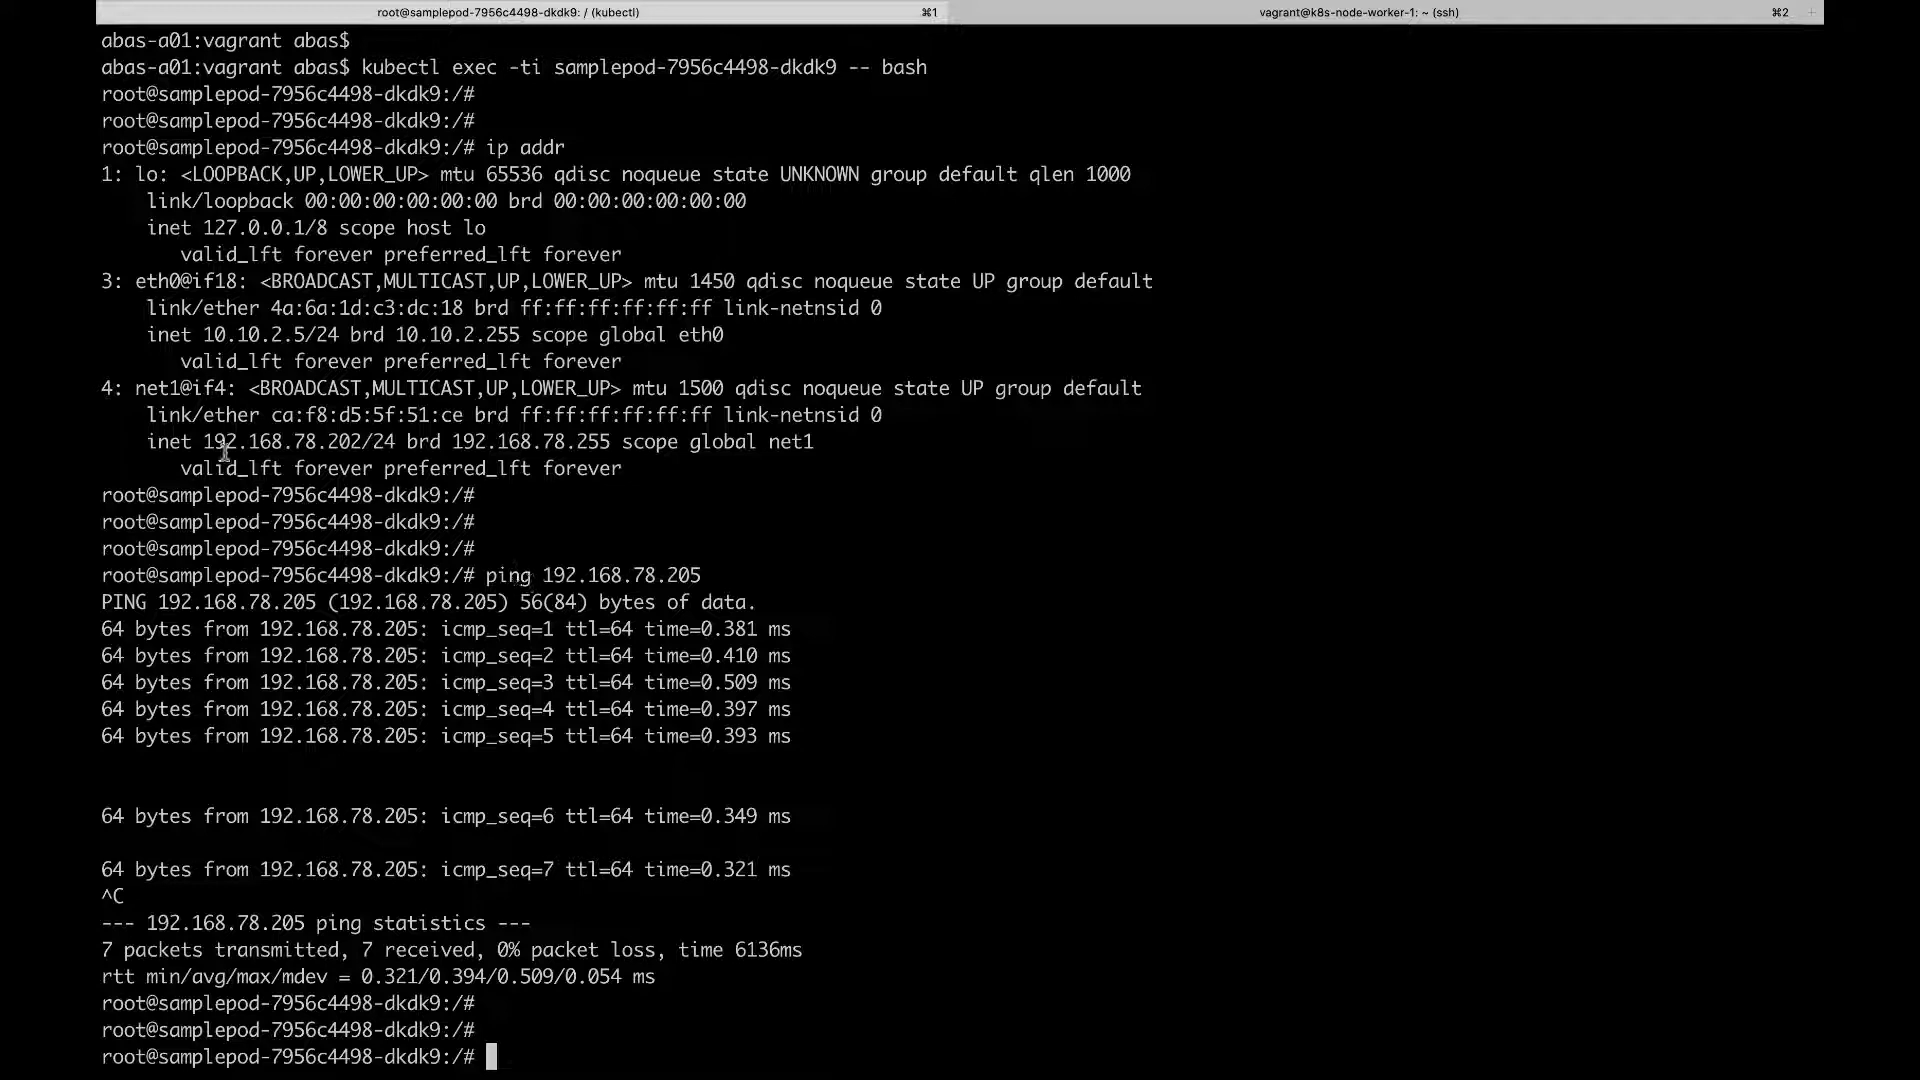 root@samplepod-7956c4498-dkdk9: / (kubectl) ⌘1 vagrant@k8s-node-worker-1: ~ (ssh) ⌘2 +
abas-a01:vagrant abas$
abas-a01:vagrant abas$ kubectl exec -ti samplepod-7956c4498-dkdk9 -- bash
root@samplepod-7956c4498-dkdk9:/#
root@samplepod-7956c4498-dkdk9:/#
root@samplepod-7956c4498-dkdk9:/# ip addr
1: lo: <LOOPBACK,UP,LOWER_UP> mtu 65536 qdisc noqueue state UNKNOWN group default qlen 1000
    link/loopback 00:00:00:00:00:00 brd 00:00:00:00:00:00
    inet 127.0.0.1/8 scope host lo
       valid_lft forever preferred_lft forever
3: eth0@if18: <BROADCAST,MULTICAST,UP,LOWER_UP> mtu 1450 qdisc noqueue state UP group default
    link/ether 4a:6a:1d:c3:dc:18 brd ff:ff:ff:ff:ff:ff link-netnsid 0
    inet 10.10.2.5/24 brd 10.10.2.255 scope global eth0
       valid_lft forever preferred_lft forever
4: net1@if4: <BROADCAST,MULTICAST,UP,LOWER_UP> mtu 1500 qdisc noqueue state UP group default
    link/ether ca:f8:d5:5f:51:ce brd ff:ff:ff:ff:ff:ff link-netnsid 0
    inet 192.168.78.202/24 brd 192.168.78.255 scope global net1
       valid_lft forever preferred_lft forever
root@samplepod-7956c4498-dkdk9:/#
root@samplepod-7956c4498-dkdk9:/#
root@samplepod-7956c4498-dkdk9:/#
root@samplepod-7956c4498-dkdk9:/# ping 192.168.78.205
PING 192.168.78.205 (192.168.78.205) 56(84) bytes of data.
64 bytes from 192.168.78.205: icmp_seq=1 ttl=64 time=0.381 ms
64 bytes from 192.168.78.205: icmp_seq=2 ttl=64 time=0.410 ms
64 bytes from 192.168.78.205: icmp_seq=3 ttl=64 time=0.509 ms
64 bytes from 192.168.78.205: icmp_seq=4 ttl=64 time=0.397 ms
64 bytes from 192.168.78.205: icmp_seq=5 ttl=64 time=0.393 ms
64 bytes from 192.168.78.205: icmp_seq=6 ttl=64 time=0.349 ms
64 bytes from 192.168.78.205: icmp_seq=7 ttl=64 time=0.321 ms
^C
--- 192.168.78.205 ping statistics ---
7 packets transmitted, 7 received, 0% packet loss, time 6136ms
rtt min/avg/max/mdev = 0.321/0.394/0.509/0.054 ms
root@samplepod-7956c4498-dkdk9:/#
root@samplepod-7956c4498-dkdk9:/#
root@samplepod-7956c4498-dkdk9:/#